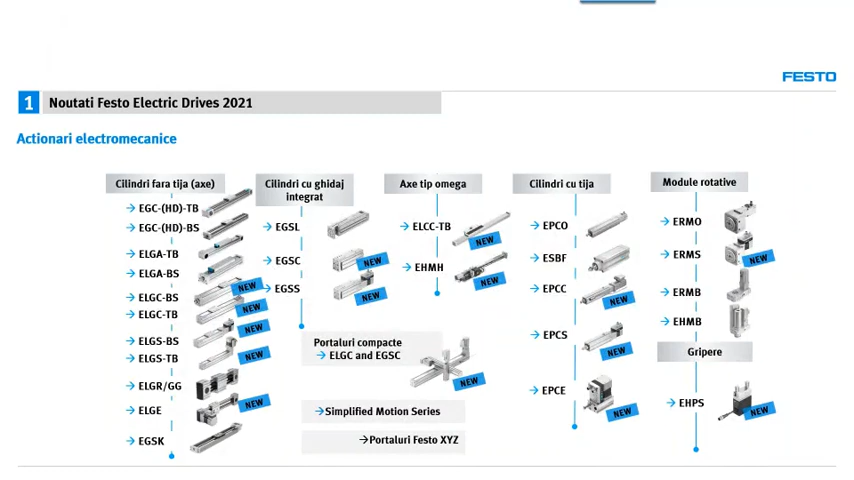 FESTO
1 Noutati Festo Electric Drives 2021
Actionari electromecanice
Cilindri fara tija (axe)
→ EGC-(HD)-TB
→ EGC-(HD)-BS
→ ELGA-TB
→ ELGA-BS
→ ELGC-BS NEW
→ ELGC-TB NEW
→ ELGS-BS NEW
→ ELGS-TB NEW
→ ELGR/GG
→ ELGE NEW
→ EGSK
Cilindri cu ghidaj
integrat
→ EGSL
→ EGSC NEW
→ EGSS NEW
Axe tip omega
→ ELCC-TB NEW
→ EHMH NEW
Portaluri compacte
→ ELGC and EGSC NEW
→Simplified Motion Series
→Portaluri Festo XYZ
Cilindri cu tija
→ EPCO
→ ESBF
→ EPCC NEW
→ EPCS NEW
→ EPCE NEW
Module rotative
→ ERMO
→ ERMS NEW
→ ERMB
→ EHMB
Gripere
→ EHPS NEW